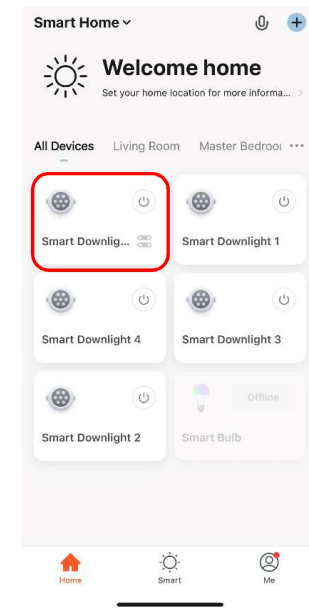 Smart Home
Welcome home
Set your home location for more informa...
All Devices Living Room Master Bedroo
Smart Downlig... Smart Downlight 1
Smart Downlight 4 Smart Downlight 3
Offline
Smart Downlight 2 Smart Bulb
Home Smart Me